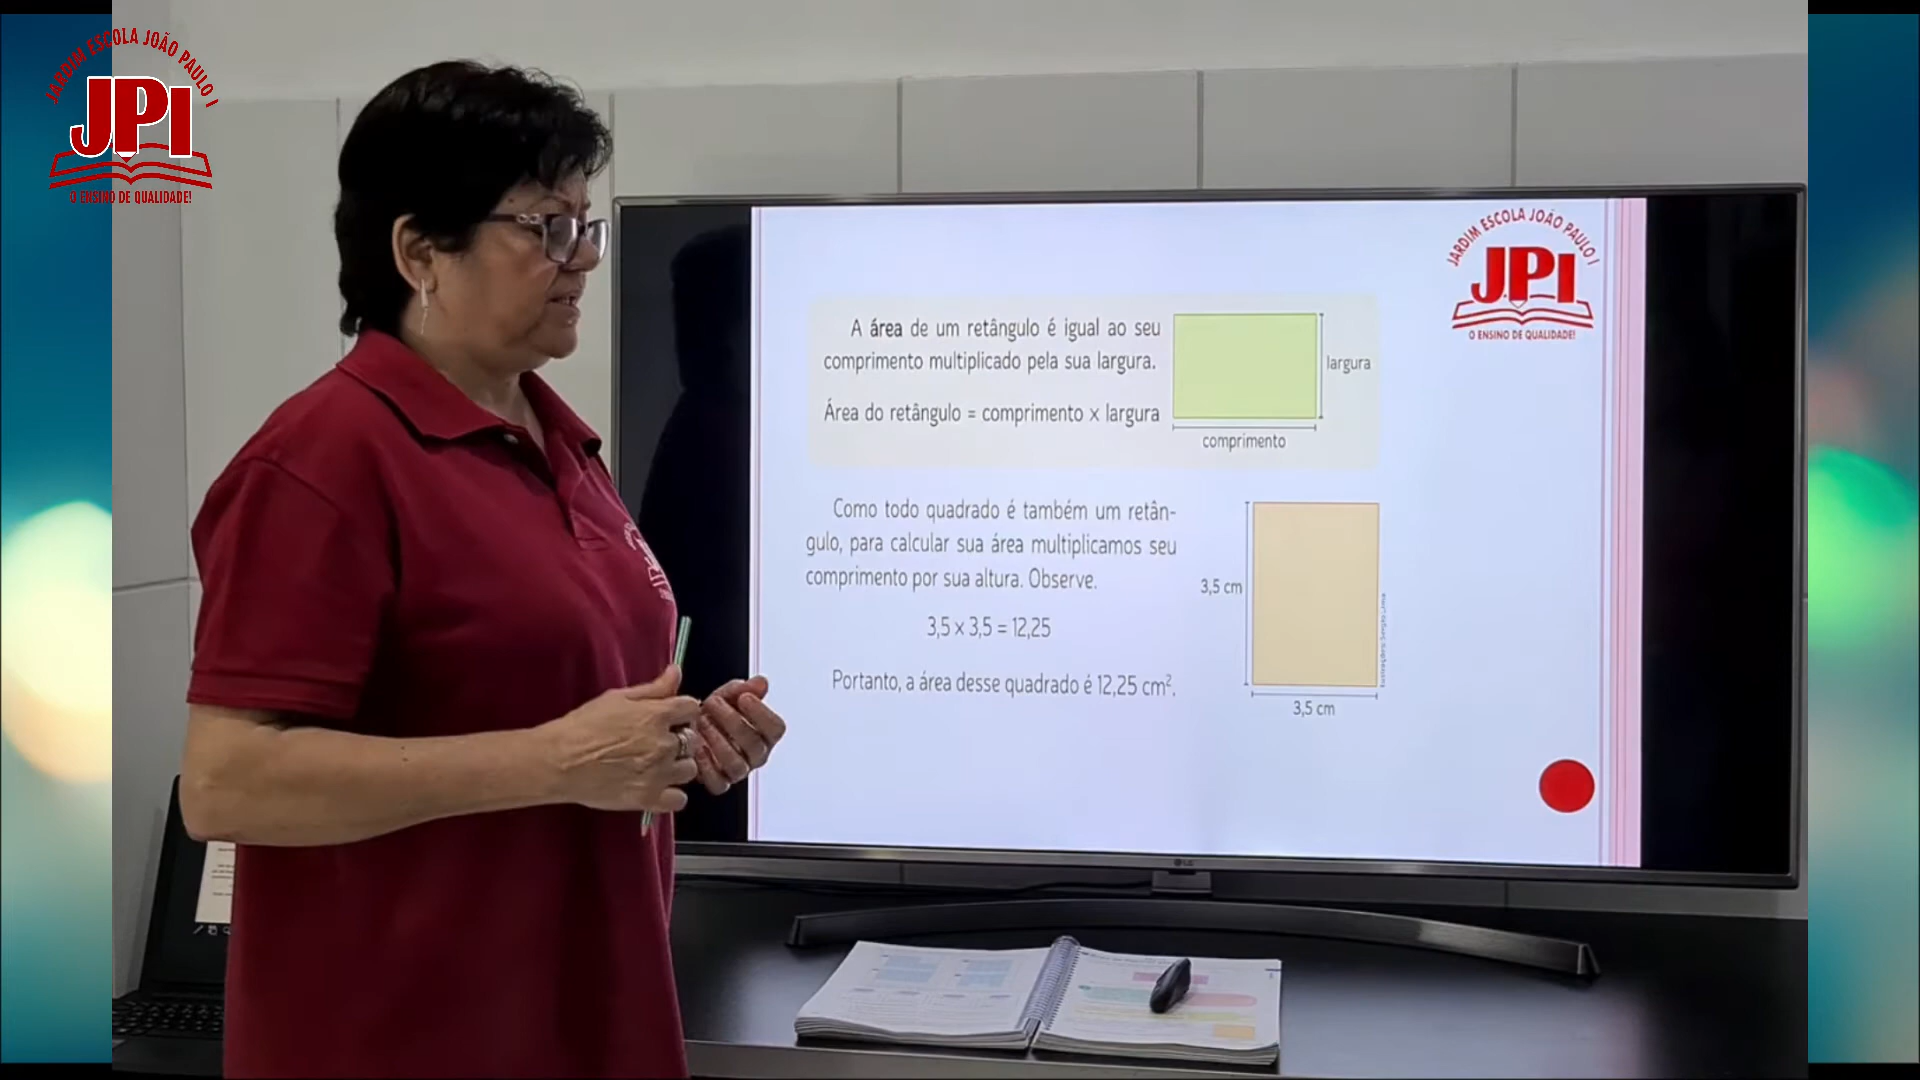 JARDIM ESCOLA JOÃO PAULO I
JPI
O ENSINO DE QUALIDADE!
JARDIM ESCOLA JOÃO PAULO I
J.P.I
O ENSINO DE QUALIDADE!
A área de um retângulo é igual ao seu
comprimento multiplicado pela sua largura.
Área do retângulo = comprimento × largura
largura
comprimento
Como todo quadrado é também um retân-
gulo, para calcular sua área multiplicamos seu
comprimento por sua altura. Observe.
3,5 × 3,5 = 12,25
Portanto, a área desse quadrado é 12,25 cm².
3,5 cm
3,5 cm
LG